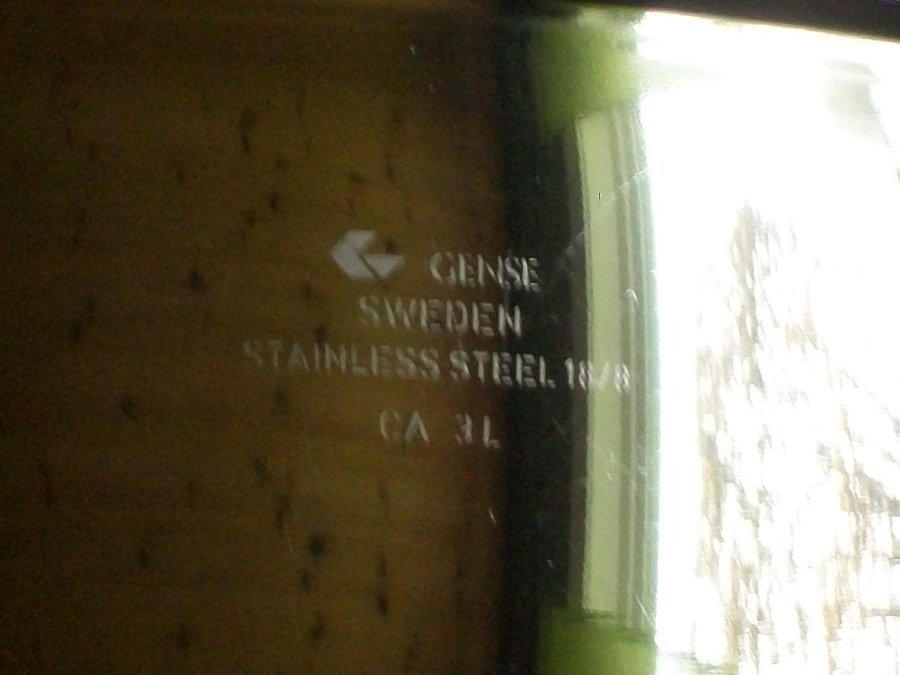 GENSE
SWEDEN
STAINLESS STEEL 18/8
CA 3L